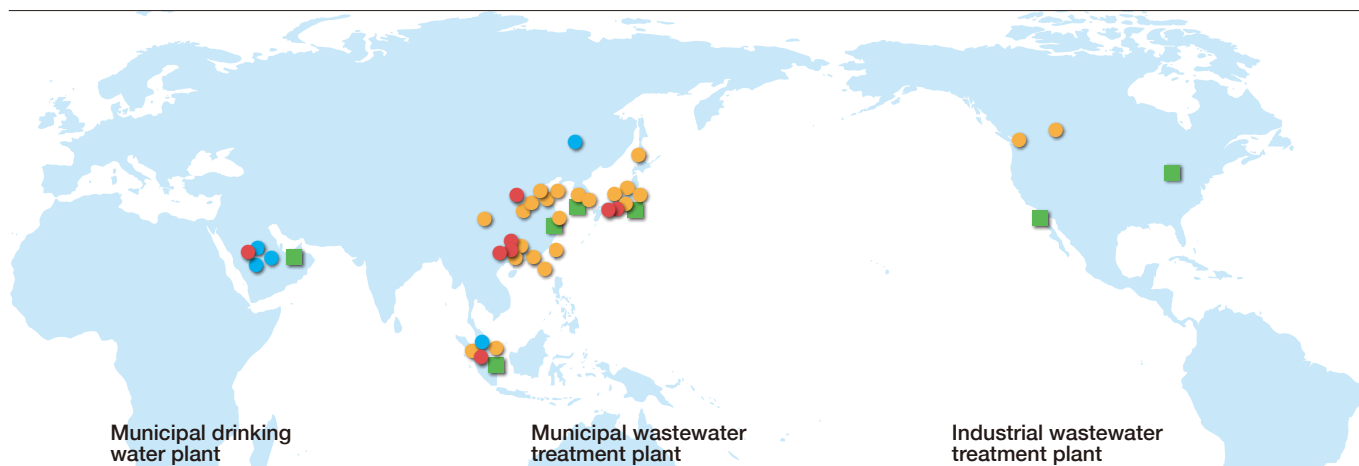 Municipal drinking
water plant
Municipal wastewater
treatment plant
Industrial wastewater
treatment plant